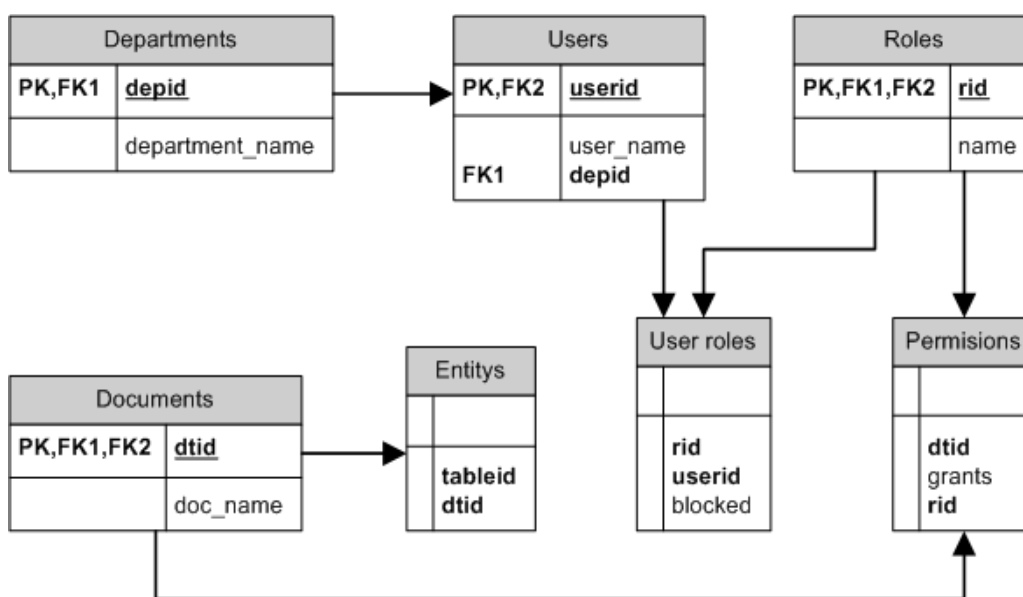 Departments
PK,FK1 depid
department_name
Users
PK,FK2 userid
user_name
FK1 depid
Roles
PK,FK1,FK2 rid
name
Documents
PK,FK1,FK2 dtid
doc_name
Entitys
tableid
dtid
User roles
rid
userid
blocked
Permisions
dtid
grants
rid